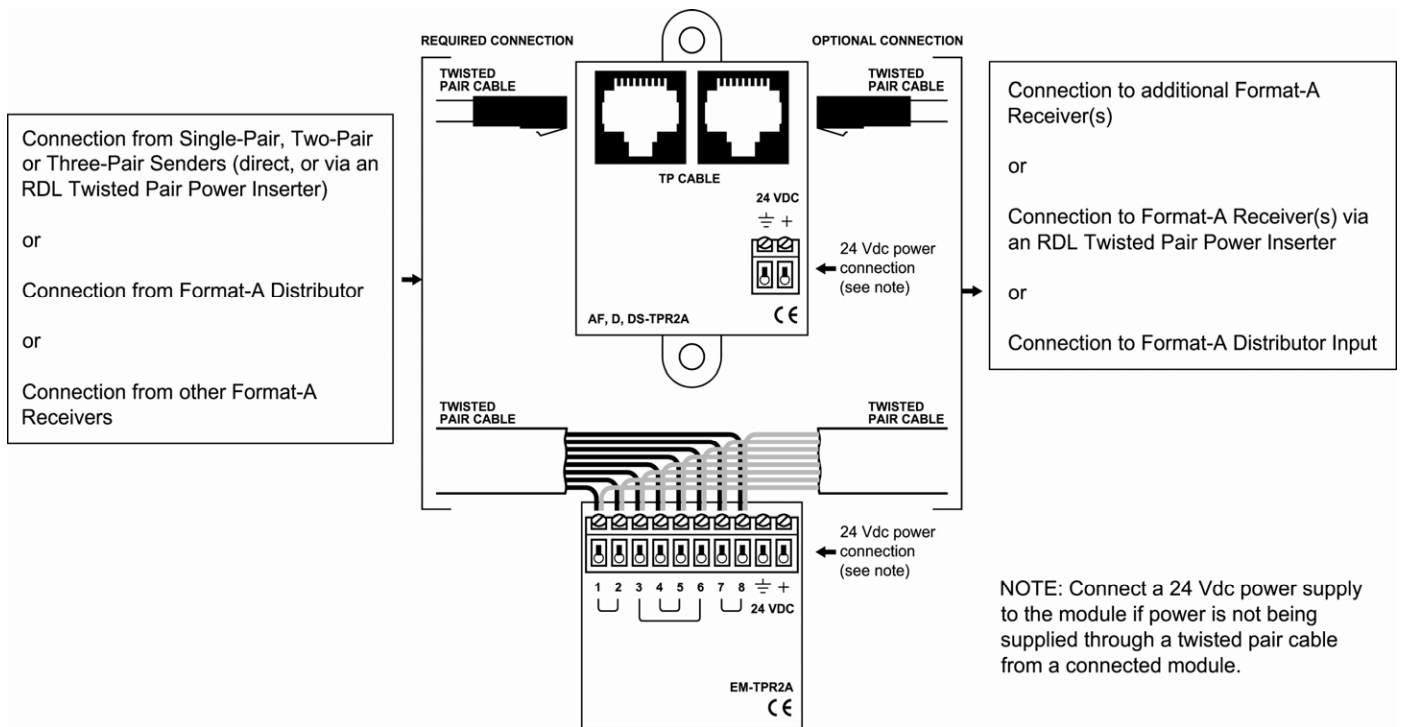 REQUIRED CONNECTION
OPTIONAL CONNECTION
TWISTED
PAIR CABLE
TWISTED
PAIR CABLE
TP CABLE
24 VDC
+
24 Vdc power
connection
(see note)
AF, D, DS-TPR2A
CE
Connection from Single-Pair, Two-Pair
or Three-Pair Senders (direct, or via an
RDL Twisted Pair Power Inserter)
or
Connection from Format-A Distributor
or
Connection from other Format-A
Receivers
Connection to additional Format-A
Receiver(s)
or
Connection to Format-A Receiver(s) via
an RDL Twisted Pair Power Inserter
or
Connection to Format-A Distributor Input
TWISTED
PAIR CABLE
TWISTED
PAIR CABLE
24 Vdc power
connection
(see note)
1 2 3 4 5 6 7 8 +
24 VDC
EM-TPR2A
CE
NOTE: Connect a 24 Vdc power supply
to the module if power is not being
supplied through a twisted pair cable
from a connected module.